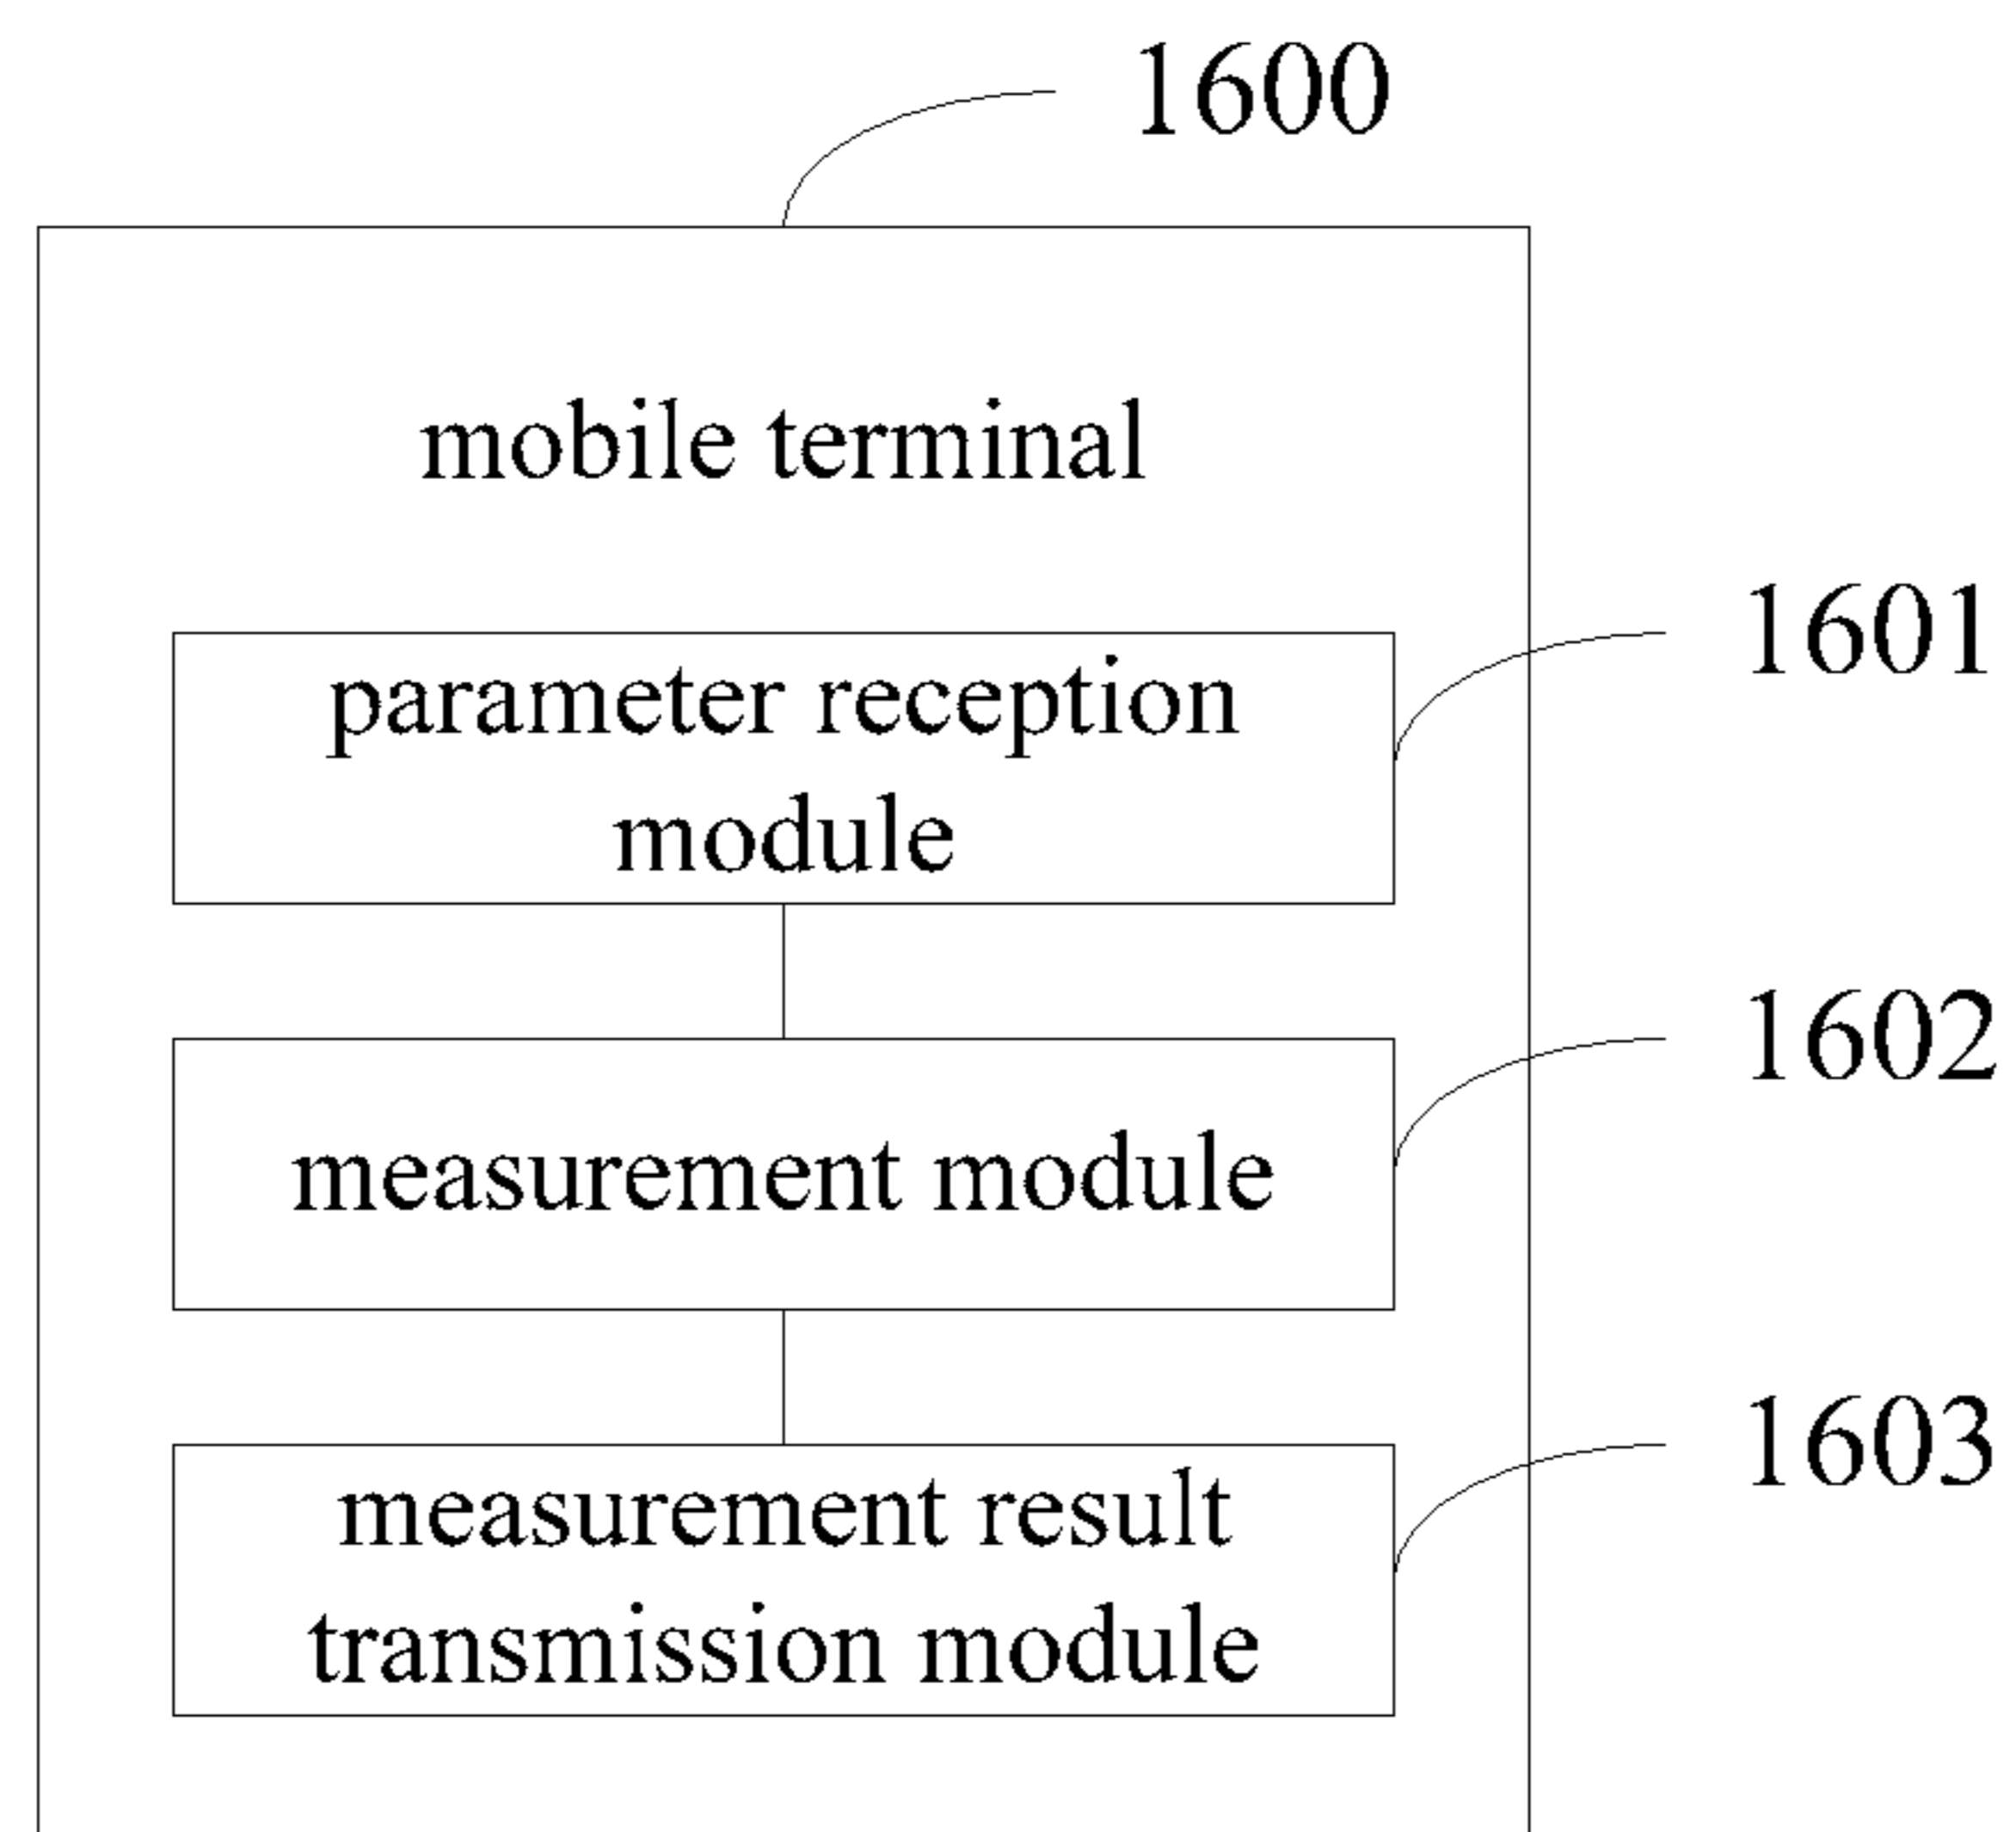 1600
mobile terminal
1601
parameter reception
module
1602
measurement module
1603
measurement result
transmission module